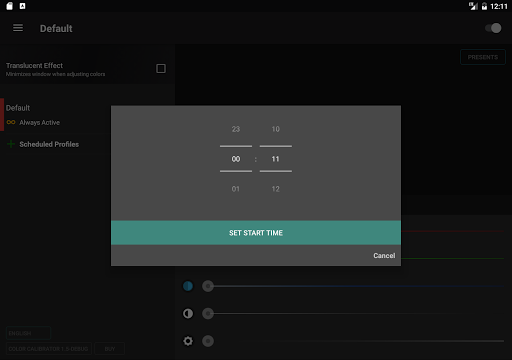 12:11
Default
PRESENTS
Translucent Effect
Minimizes window when adjusting colors
Default
Always Active
Scheduled Profiles
23 10
00 : 11
01 12
SET START TIME
Cancel
ENGLISH